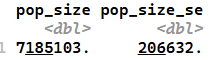 pop_size pop_size_se
<dbl> <dbl>
1 7185103. 206632.